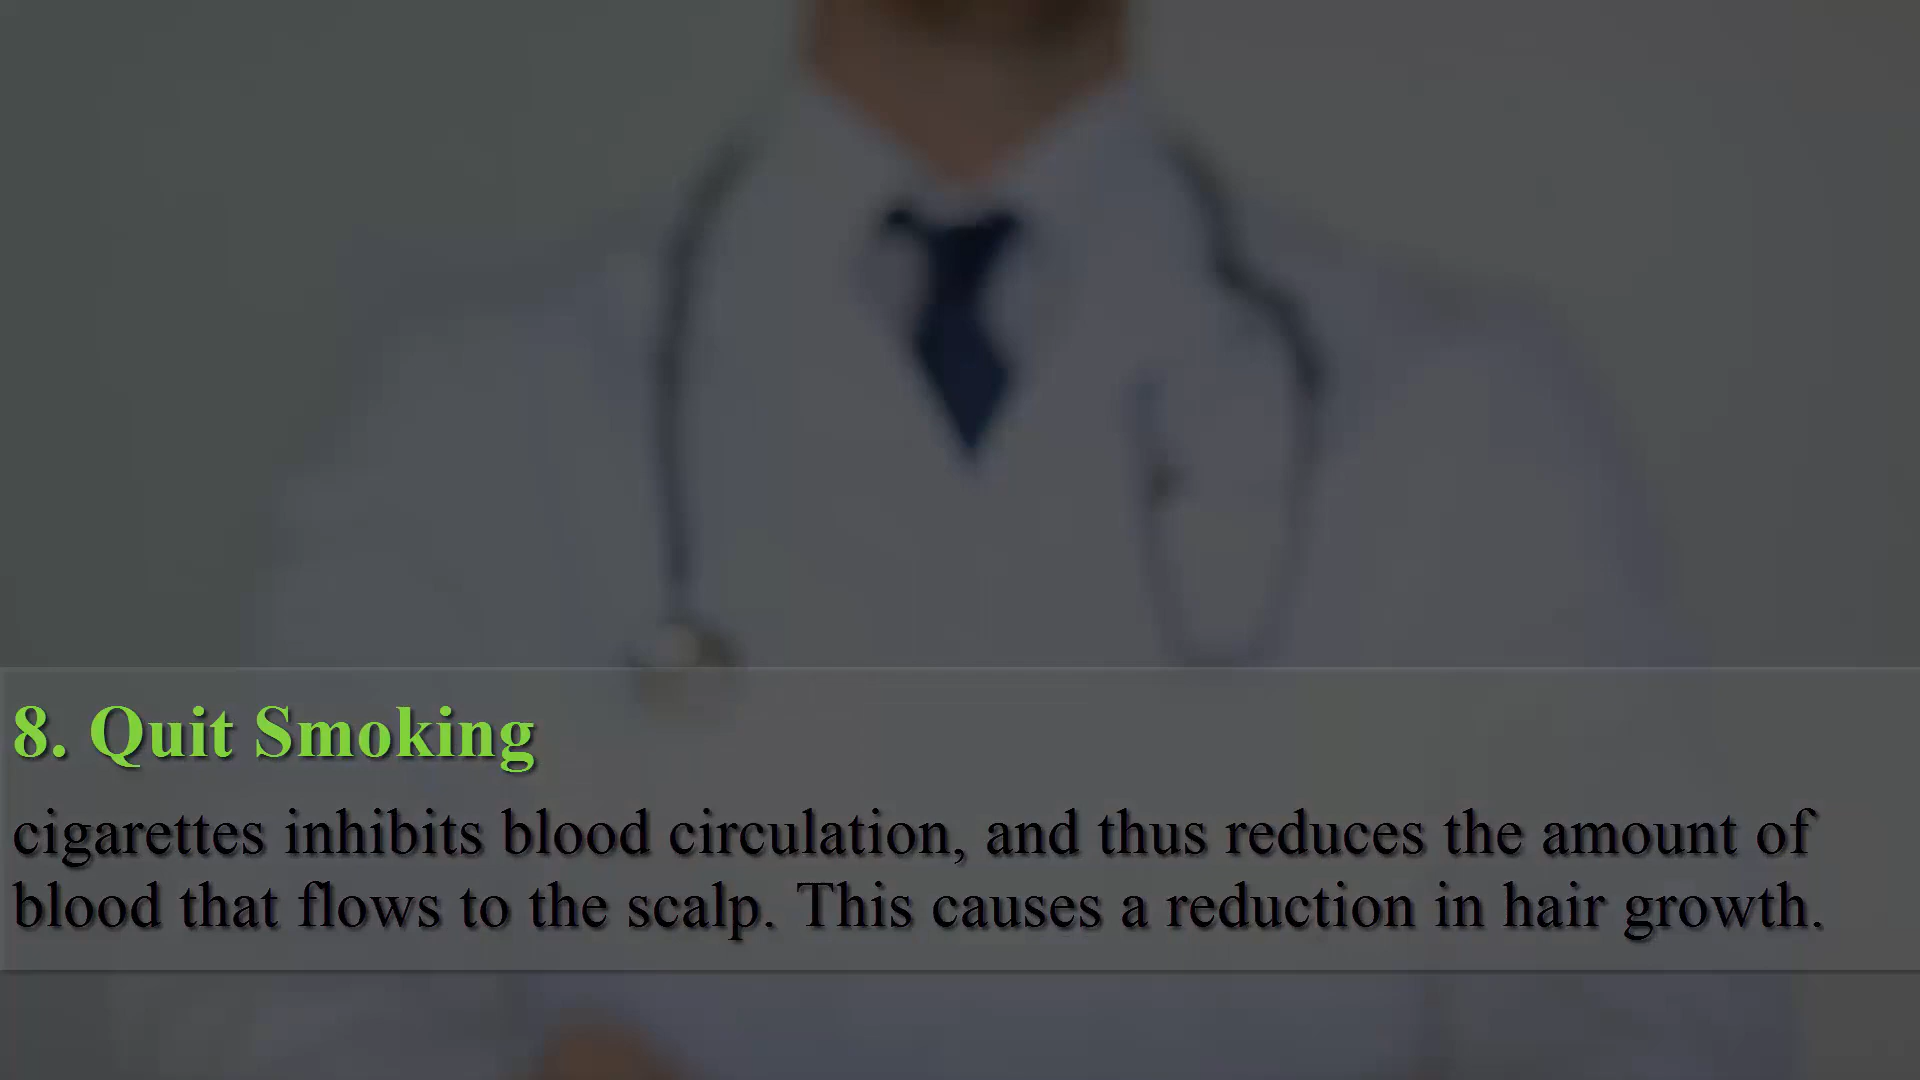 8. Quit Smoking
cigarettes inhibits blood circulation, and thus reduces the amount of
blood that flows to the scalp. This causes a reduction in hair growth.